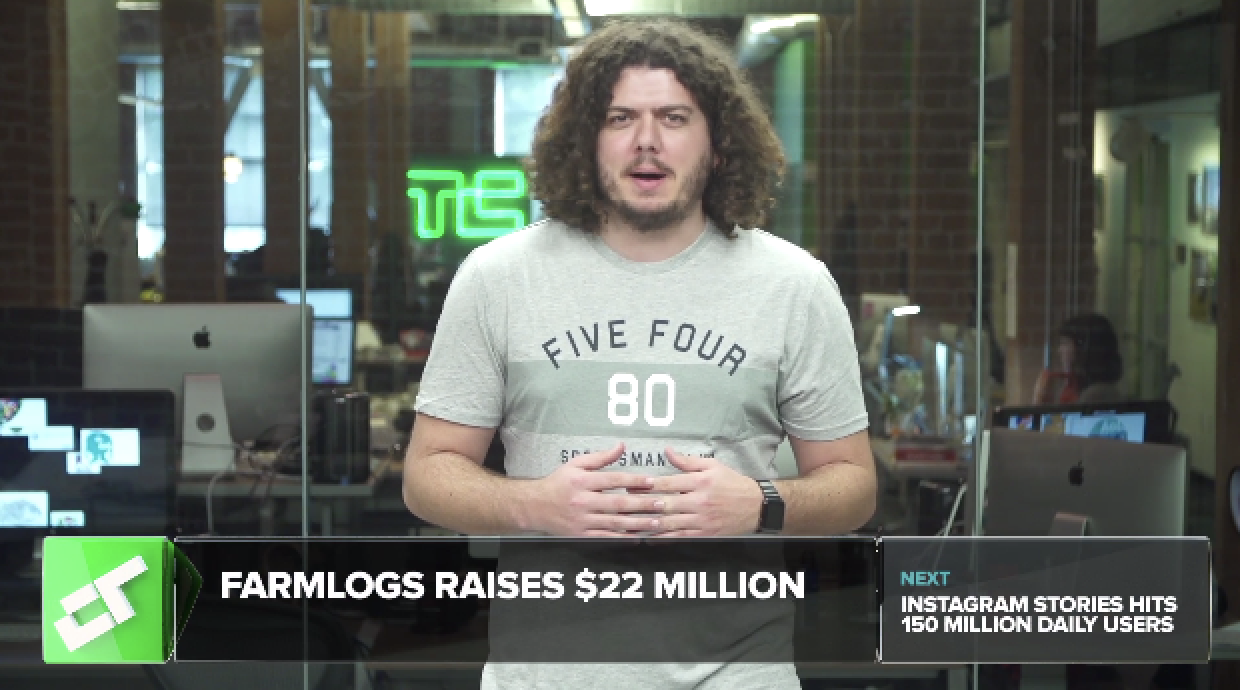 TC
FIVE FOUR
80
FARMLOGS RAISES $22 MILLION
NEXT
INSTAGRAM STORIES HITS
150 MILLION DAILY USERS